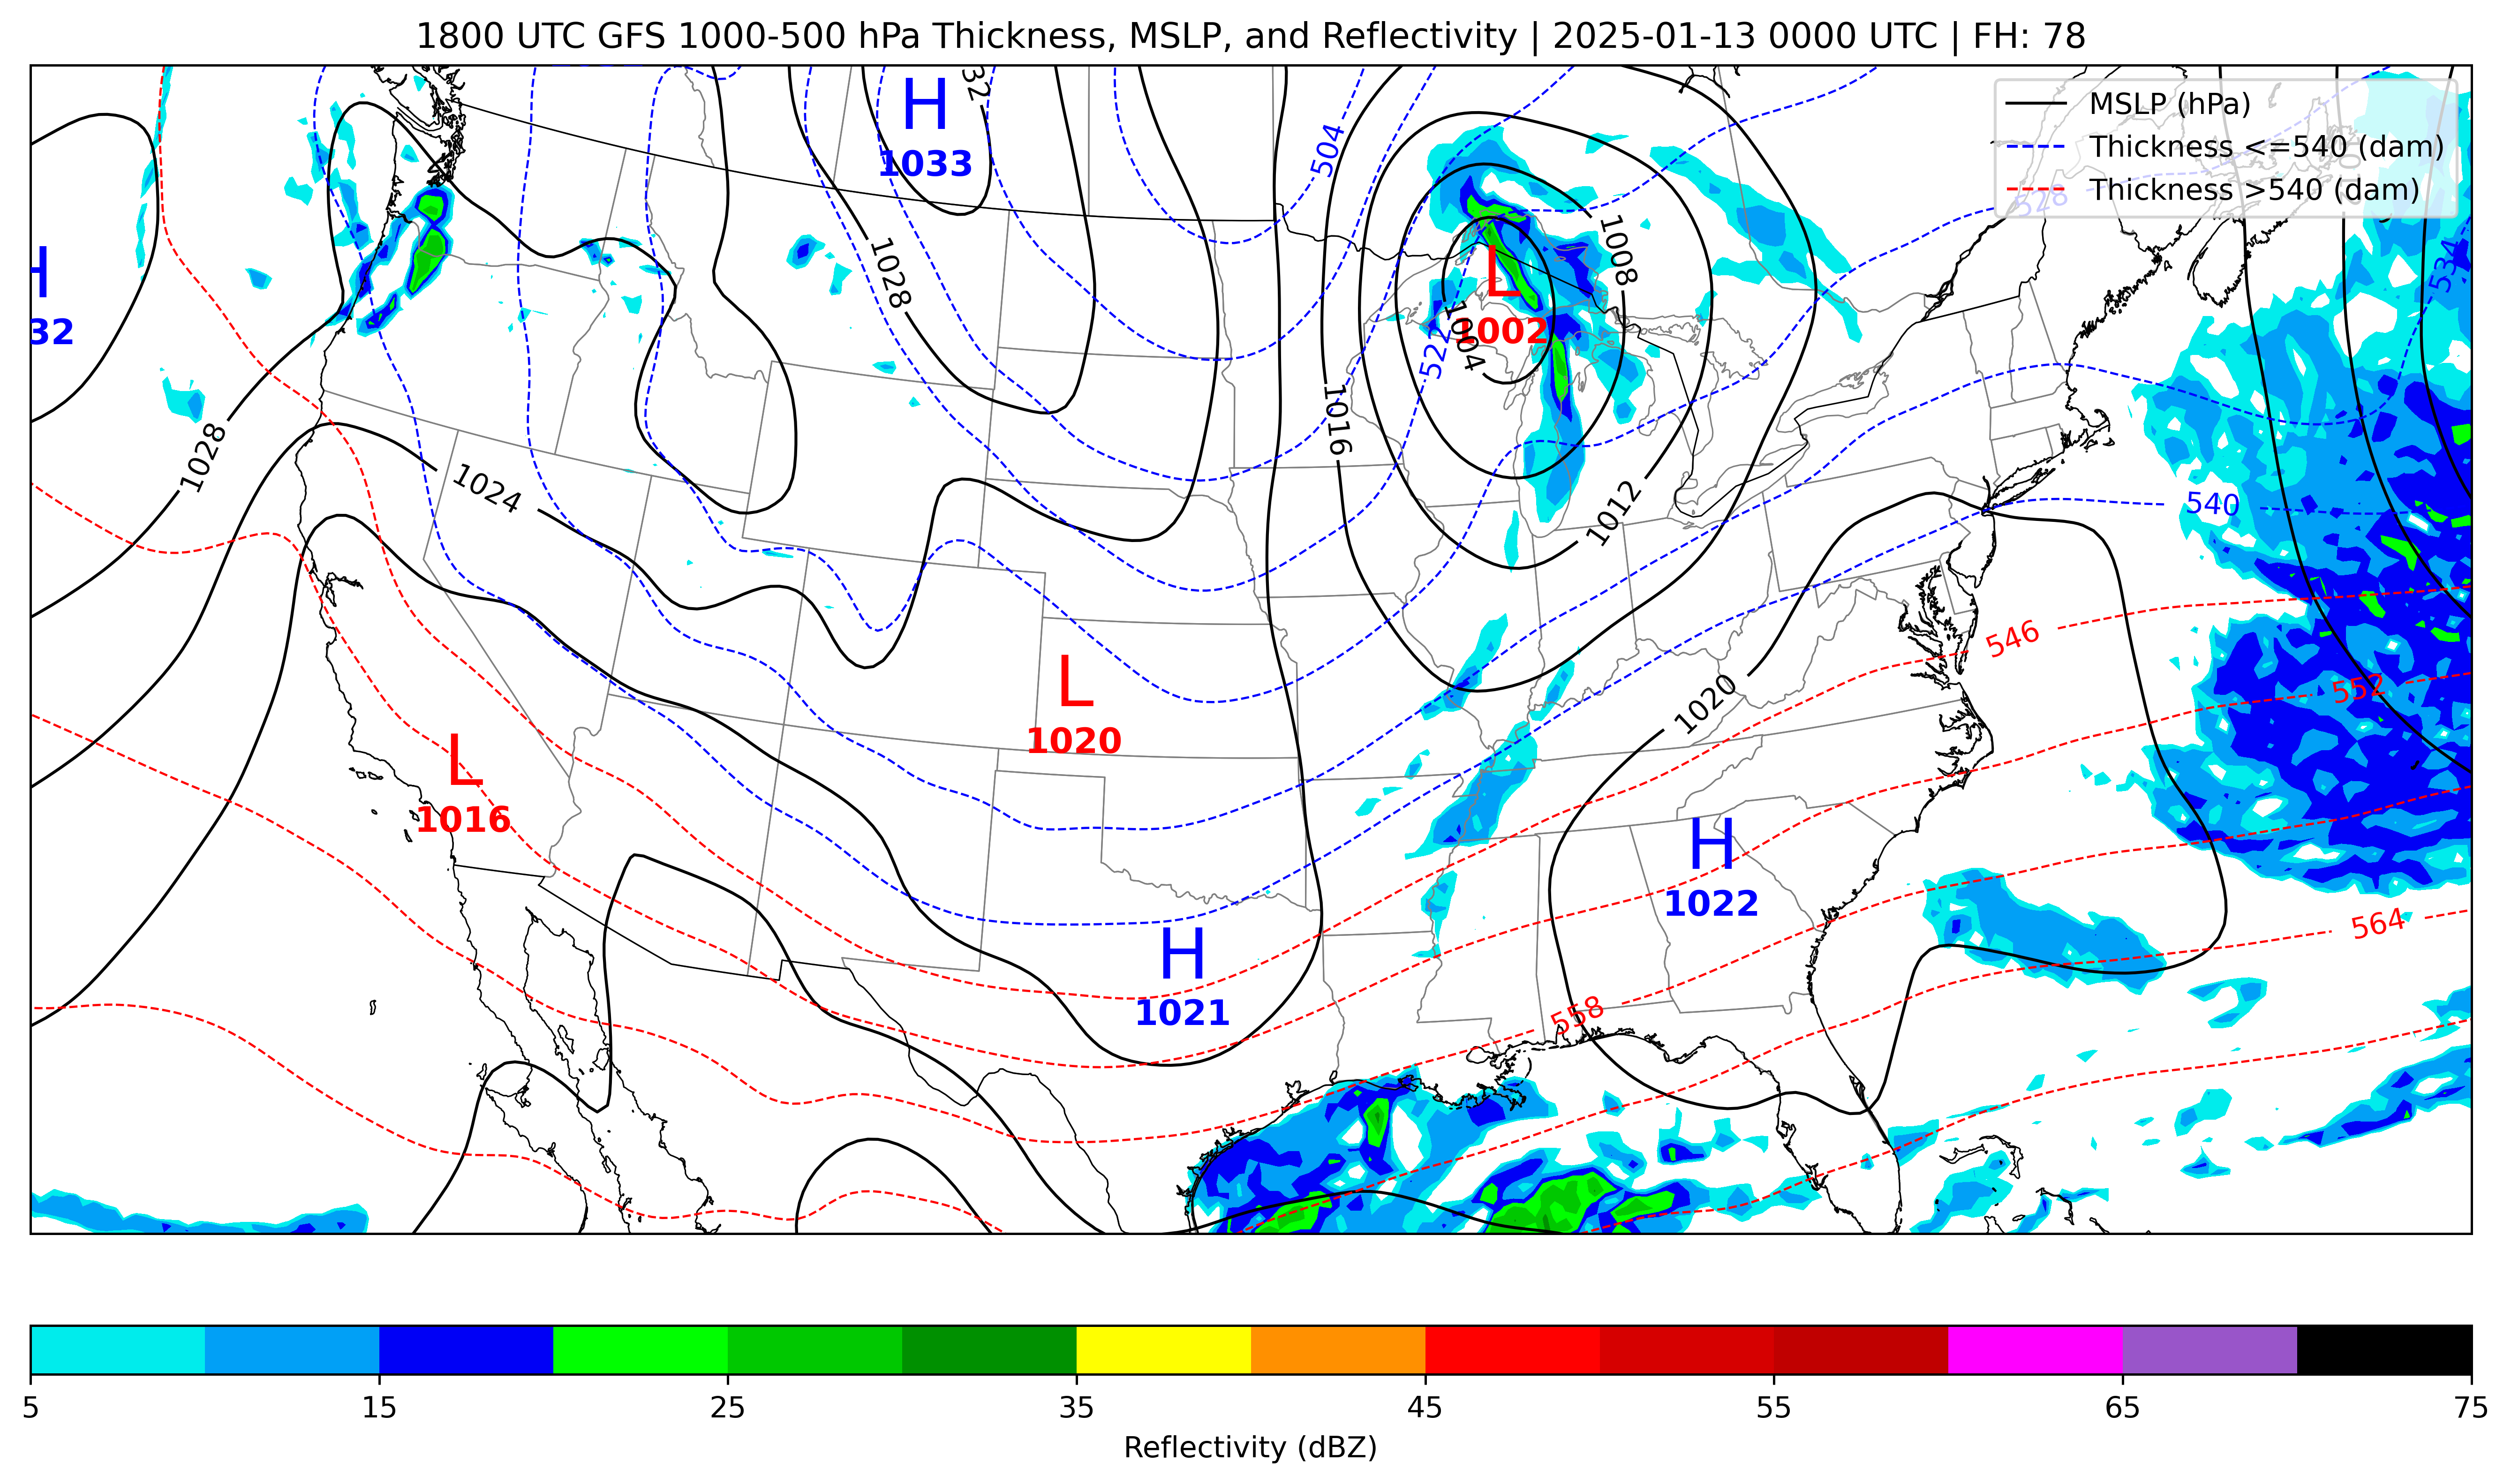 1800 UTC GFS 1000-500 hPa Thickness, MSLP, and Reflectivity | 2025-01-13 0000 UTC | FH: 78
MSLP (hPa)
Thickness <=540 (dam)
Thickness >540 (dam)
H
1033
32
504
528
H
32
1028
1008
534
L
1002
1004
522
1016
1028
1024
1012
540
546
L
1020
1020
552
L
1016
H
1022
564
H
1021
558
5 15 25 35 45 55 65 75
Reflectivity (dBZ)